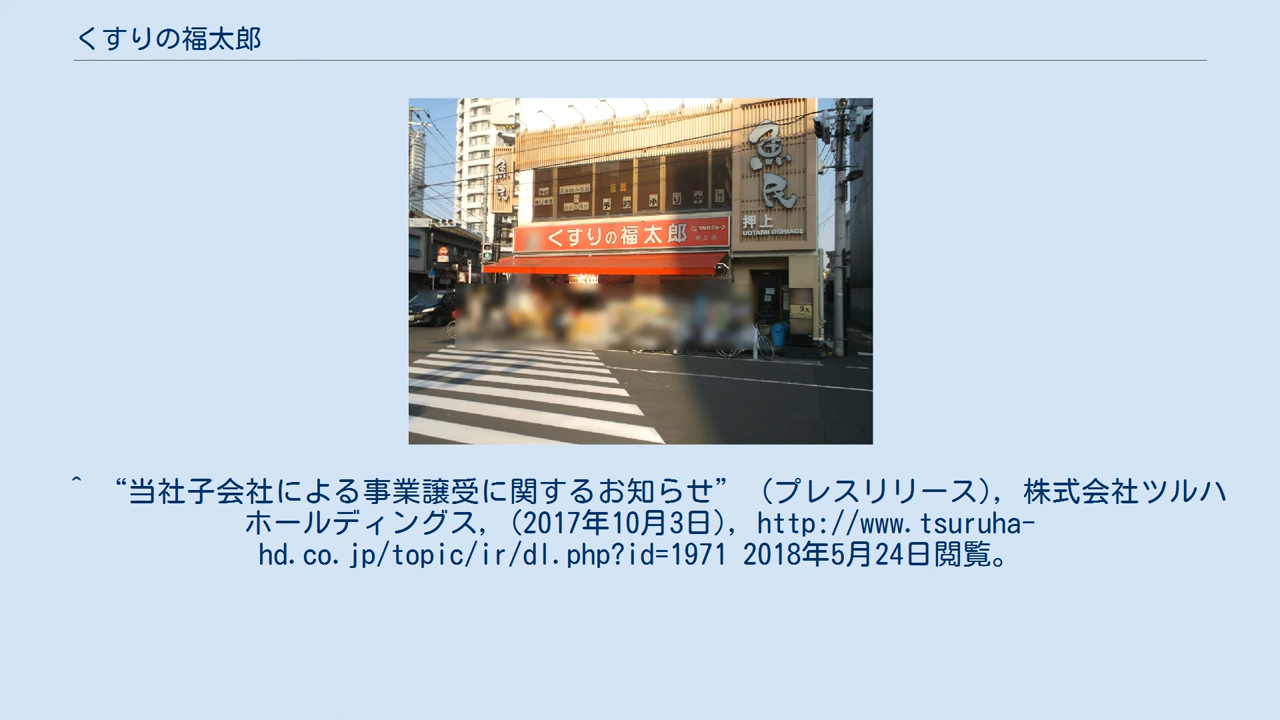 くすりの福太郎
魚民
魚民
くすりの福太郎
押上
UOTAMI OSHIAGE
^ “当社子会社による事業譲受に関するお知らせ” （プレスリリース）, 株式会社ツルハ
ホールディングス, （2017年10月3日）, http://www.tsuruha-
hd.co.jp/topic/ir/dl.php?id=1971 2018年5月24日閲覧。